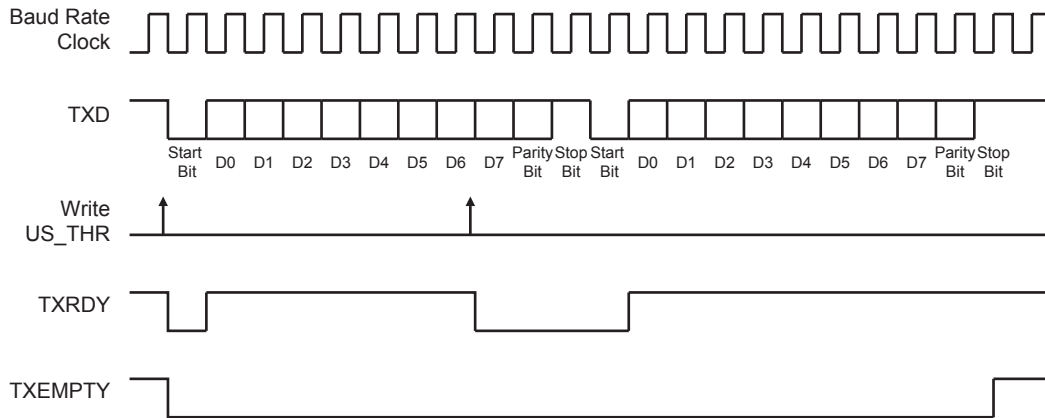 Baud Rate
Clock
TXD
Start
Bit
D0
D1
D2
D3
D4
D5
D6
D7
Parity
Bit
Stop
Bit
Start
Bit
D0
D1
D2
D3
D4
D5
D6
D7
Parity
Bit
Stop
Bit
Write
US_THR
TXRDY
TXEMPTY